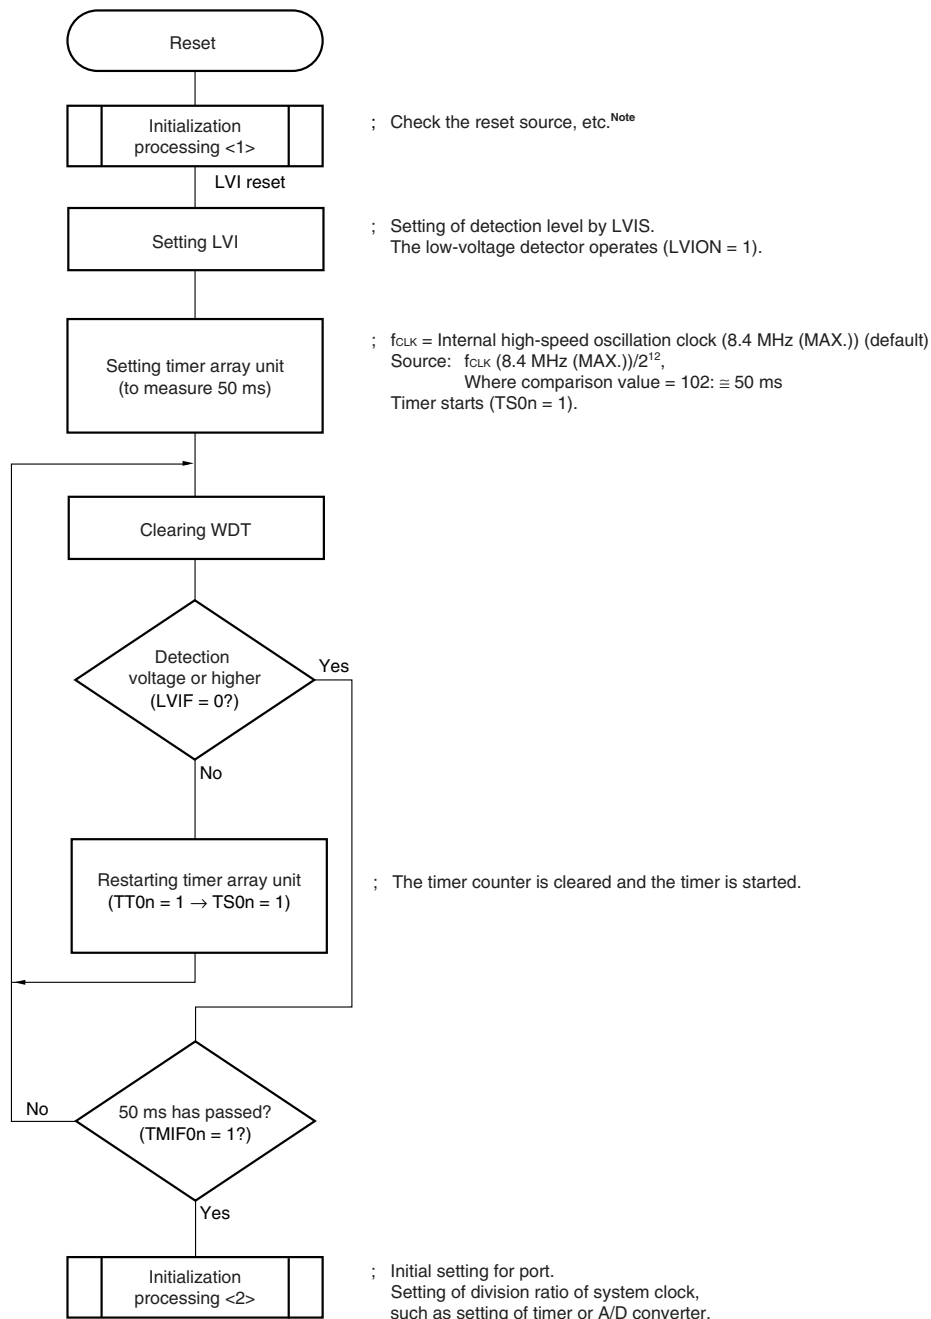 Reset
Initialization
processing <1>
; Check the reset source, etc.Note
LVI reset
Setting LVI
; Setting of detection level by LVIS.
The low-voltage detector operates (LVION = 1).
Setting timer array unit
(to measure 50 ms)
; fCLK = Internal high-speed oscillation clock (8.4 MHz (MAX.)) (default)
Source: fCLK (8.4 MHz (MAX.))/2¹²,
Where comparison value = 102: ≅ 50 ms
Timer starts (TS0n = 1).
Clearing WDT
Detection
voltage or higher
(LVIF = 0?)
Yes
No
Restarting timer array unit
(TT0n = 1 → TS0n = 1)
; The timer counter is cleared and the timer is started.
No
50 ms has passed?
(TMIF0n = 1?)
Yes
Initialization
processing <2>
; Initial setting for port.
Setting of division ratio of system clock,
such as setting of timer or A/D converter.